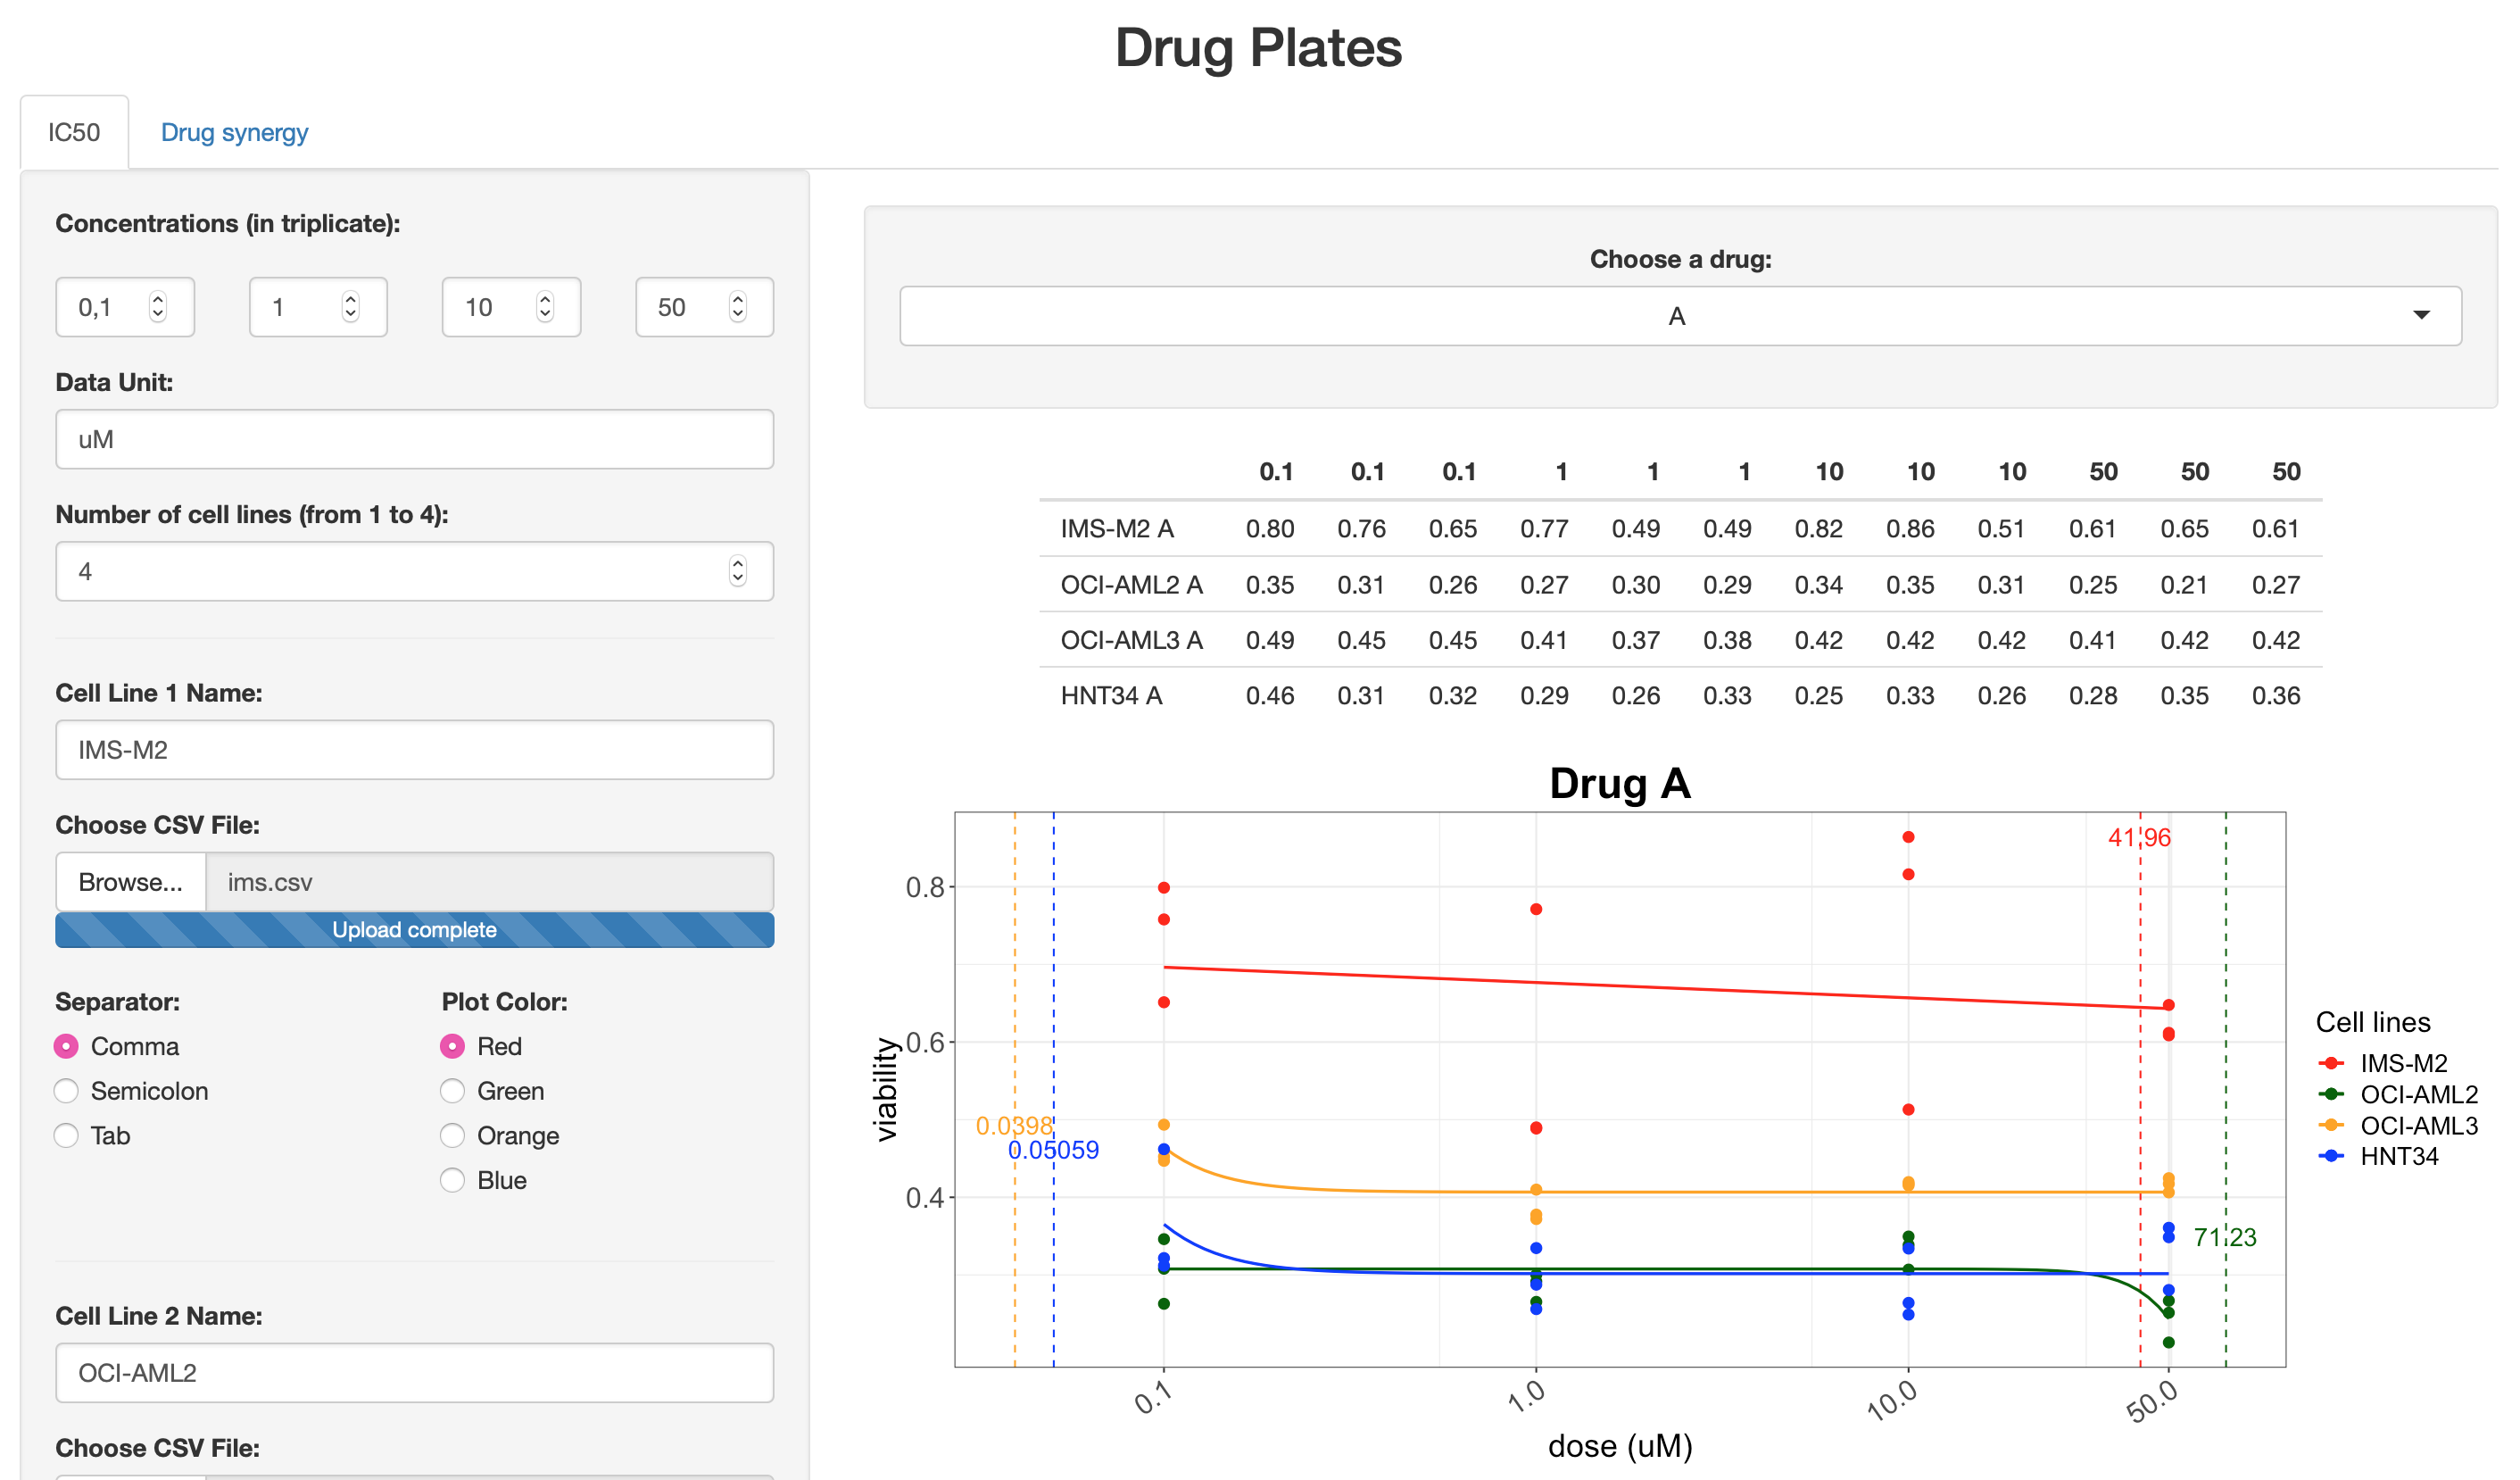 Drug Plates
IC50
Drug synergy
Concentrations (in triplicate):
0,1
1
10
50
Data Unit:
uM
Number of cell lines (from 1 to 4):
4
Cell Line 1 Name:
IMS-M2
Choose CSV File:
Browse... ims.csv
Upload complete
Separator:
Comma
Semicolon
Tab
Plot Color:
Red
Green
Orange
Blue
Cell Line 2 Name:
OCI-AML2
Choose CSV File:
Choose a drug:
A
0.1 0.1 0.1 1 1 1 10 10 10 50 50 50
IMS-M2 A 0.80 0.76 0.65 0.77 0.49 0.49 0.82 0.86 0.51 0.61 0.65 0.61
OCI-AML2 A 0.35 0.31 0.26 0.27 0.30 0.29 0.34 0.35 0.31 0.25 0.21 0.27
OCI-AML3 A 0.49 0.45 0.45 0.41 0.37 0.38 0.42 0.42 0.42 0.41 0.42 0.42
HNT34 A 0.46 0.31 0.32 0.29 0.26 0.33 0.25 0.33 0.26 0.28 0.35 0.36
Drug A
41.96
0.8
0.6
0.4
viability
0.0398
0.05059
71.23
0.1
1.0
10.0
50.0
dose (uM)
Cell lines
IMS-M2
OCI-AML2
OCI-AML3
HNT34